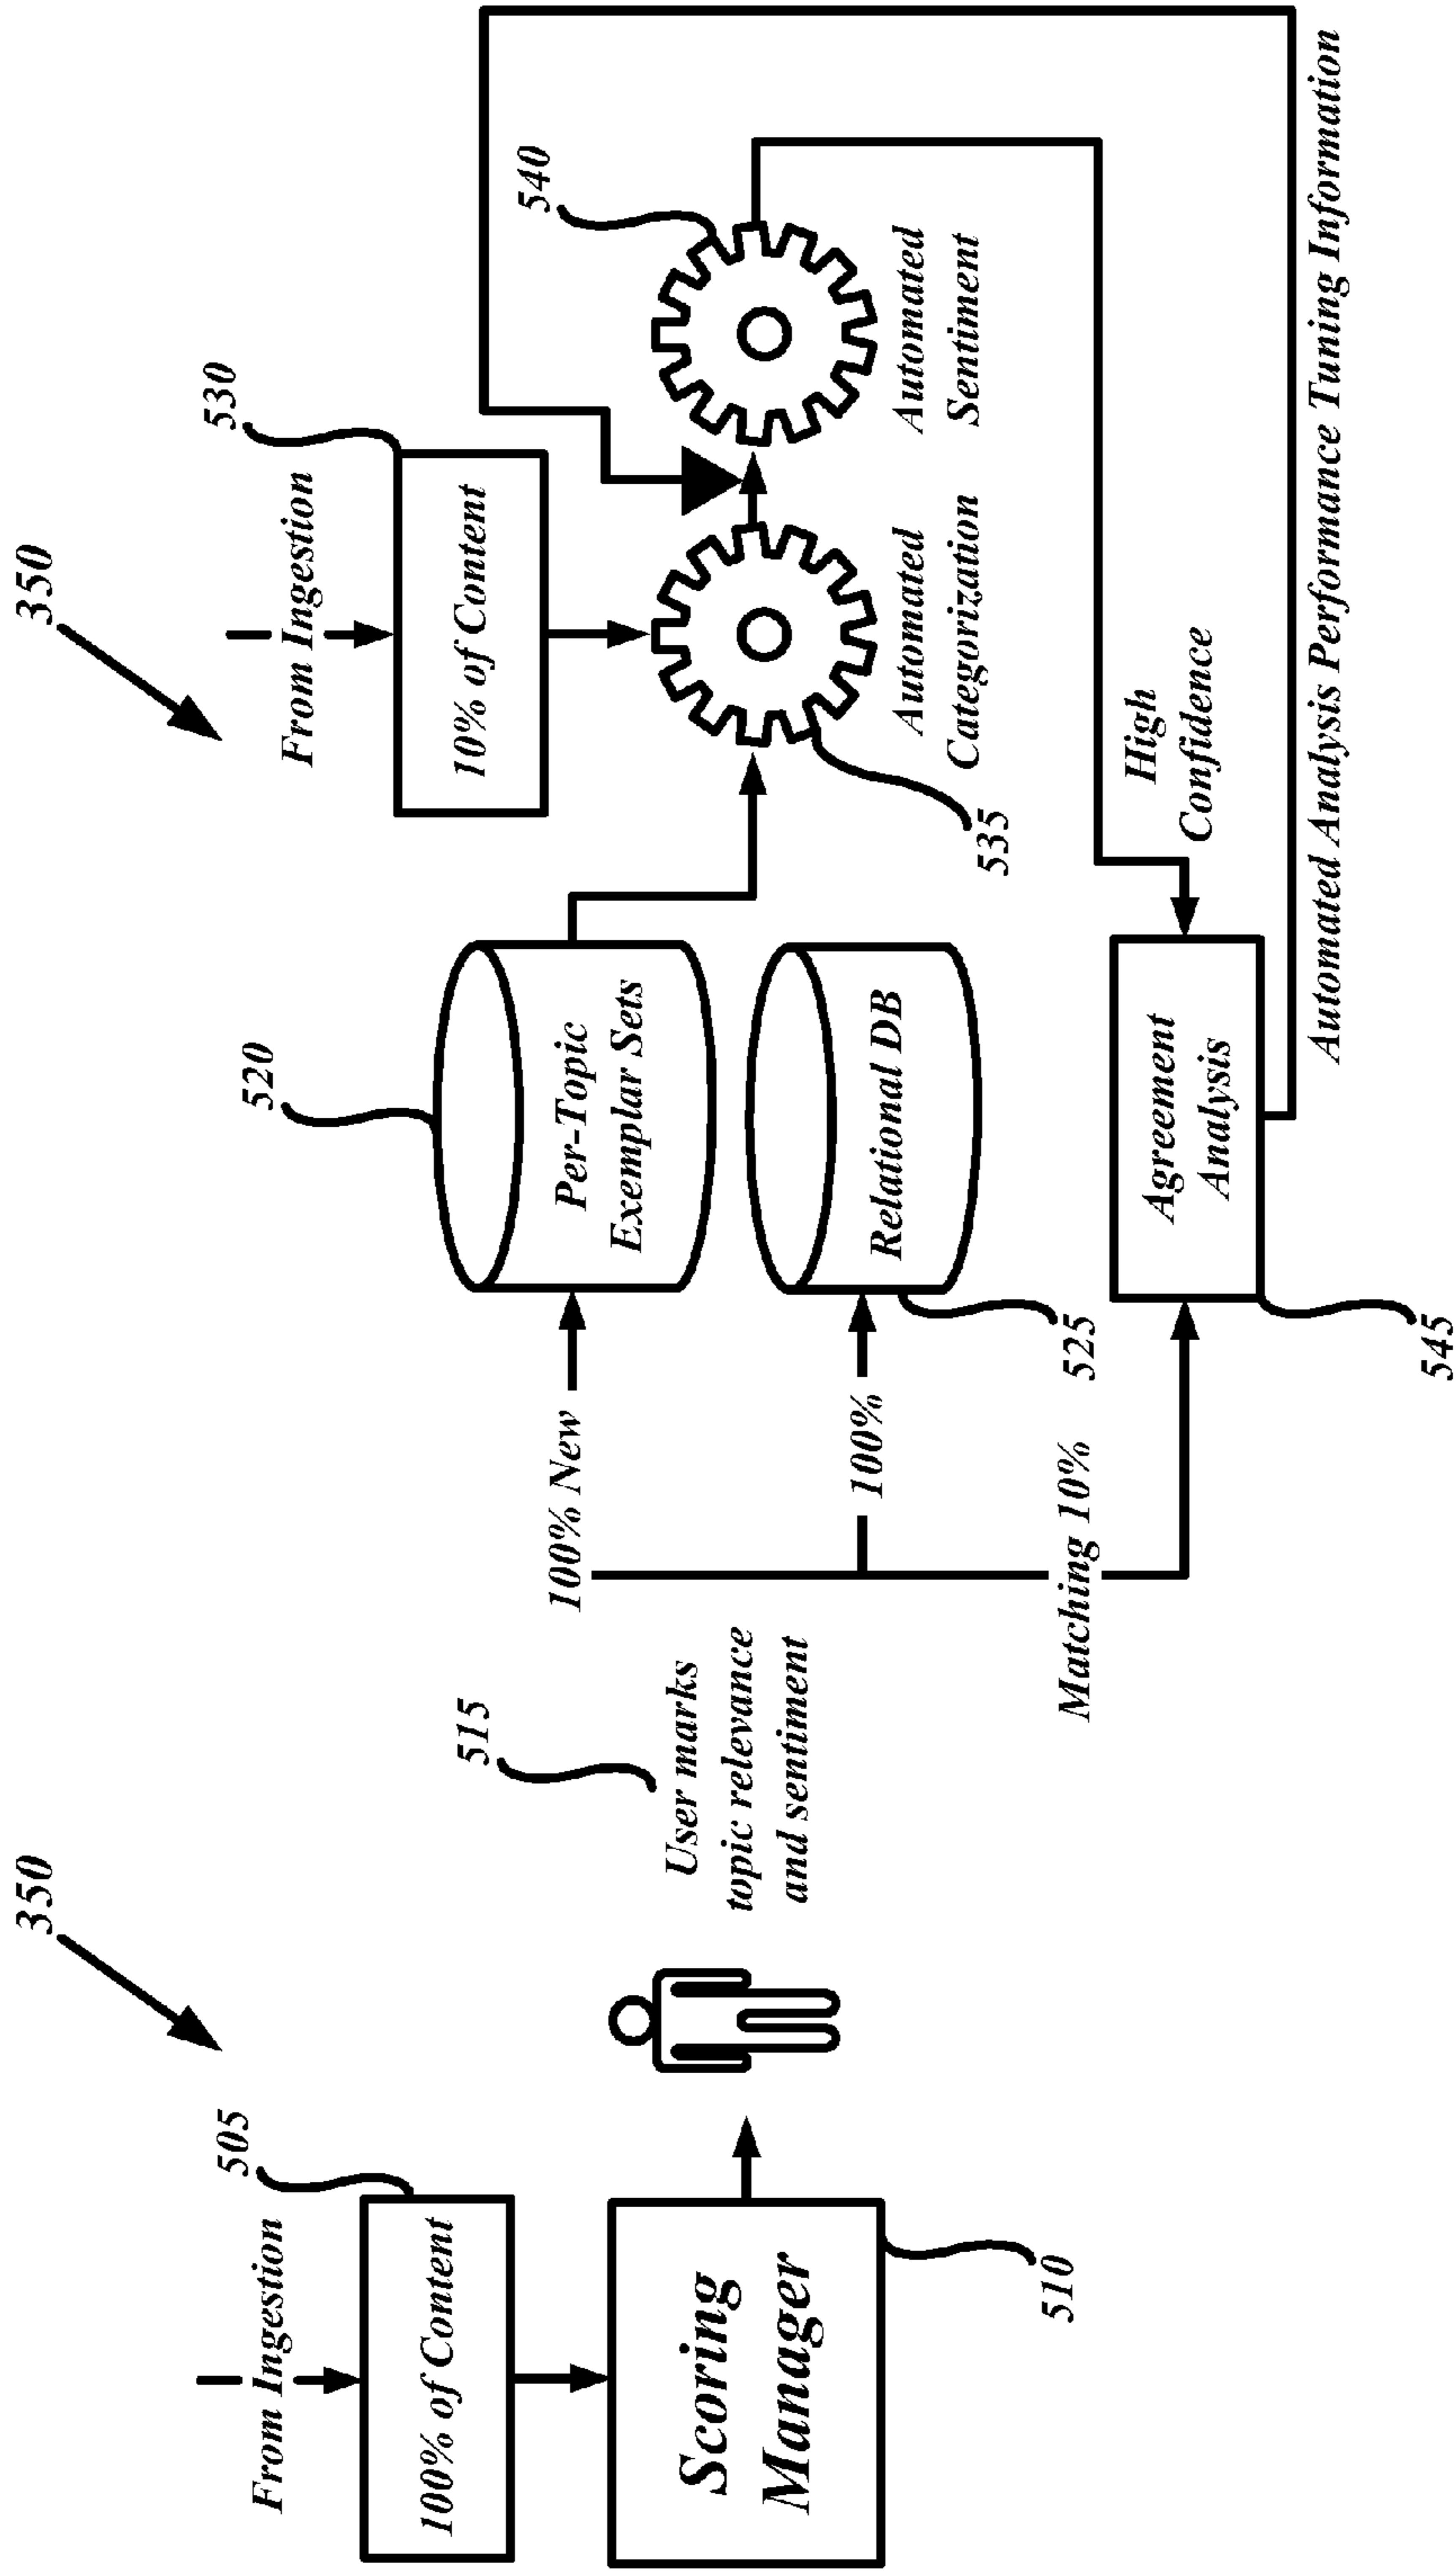 350
350
From Ingestion
505
100% of Content
Scoring
Manager
510
515
User marks
topic relevance
and sentiment
100% New
100%
Matching 10%
520
Per-Topic
Exemplar Sets
Relational DB
525
Agreement
Analysis
545
From Ingestion
530
10% of Content
535
Automated
Categorization
540
Automated
Sentiment
High
Confidence
Automated Analysis Performance Tuning Information